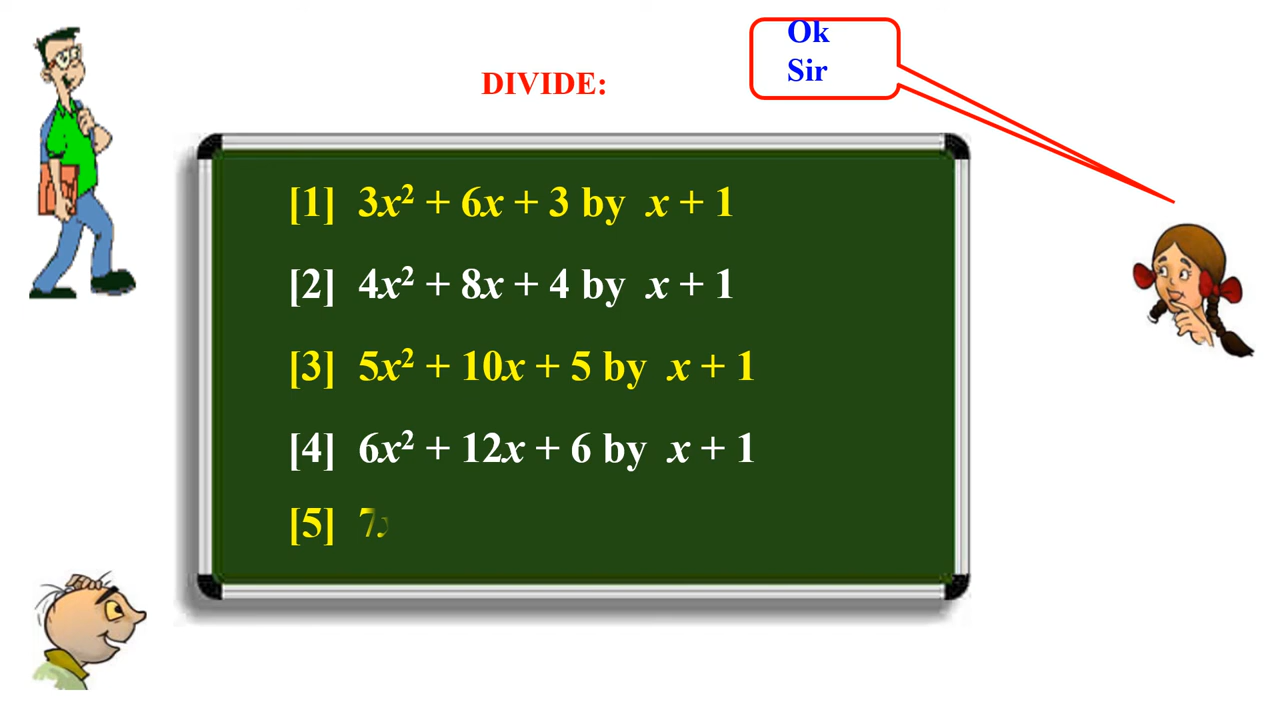 Ok
Sir
DIVIDE:
[1] 3x² + 6x + 3 by x + 1
[2] 4x² + 8x + 4 by x + 1
[3] 5x² + 10x + 5 by x + 1
[4] 6x² + 12x + 6 by x + 1
[5] 7